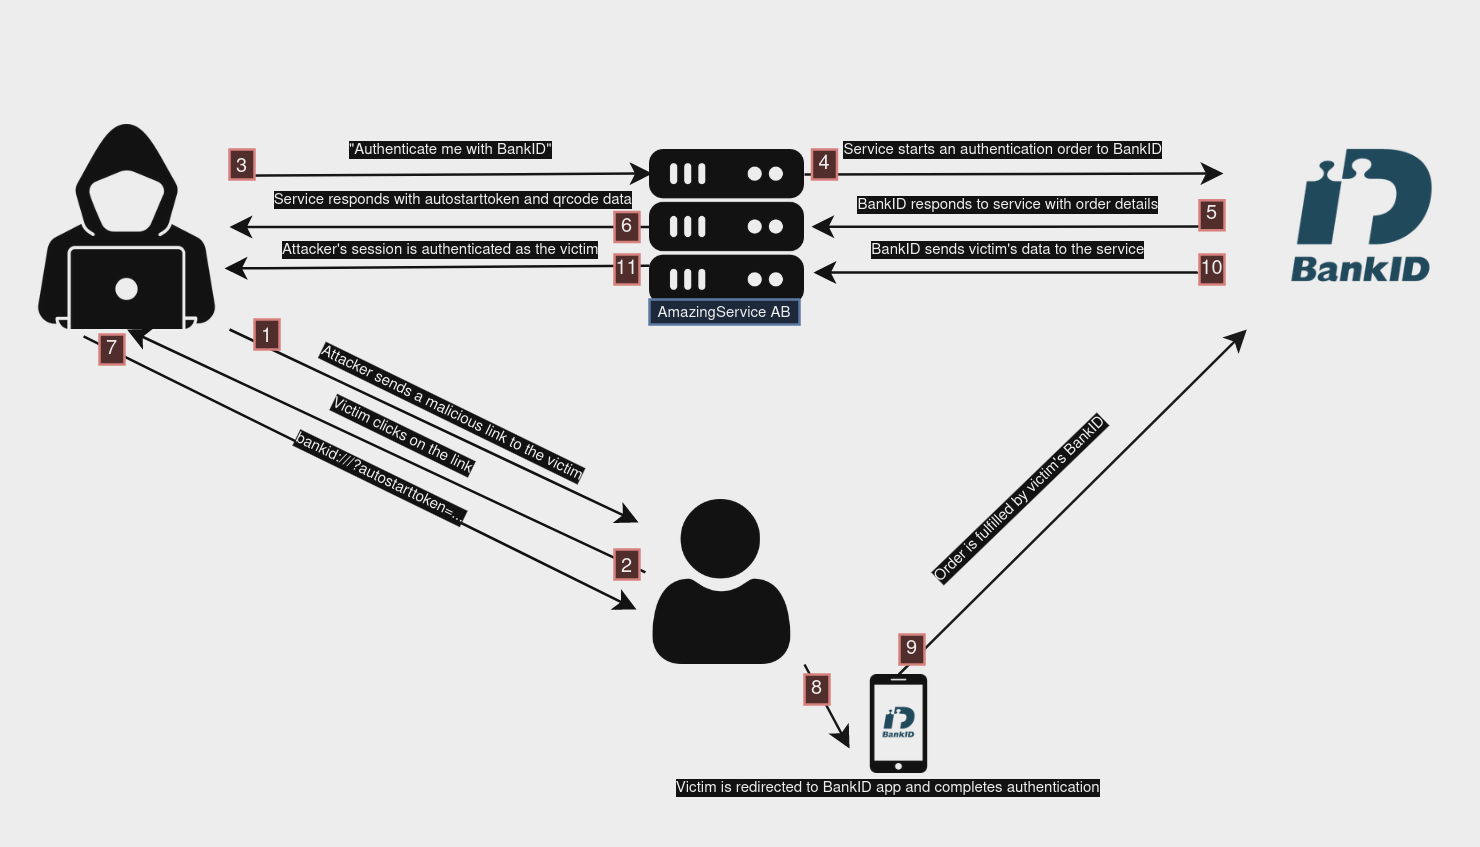 "Authenticate me with BankID"
3
4
Service starts an authentication order to BankID
Service responds with autostarttoken and qrcode data
6
BankID responds to service with order details
5
Attacker's session is authenticated as the victim
11
BankID sends victim's data to the service
10
BankID
AmazingService AB
1
7
Attacker sends a malicious link to the victim
Victim clicks on the link
bankid:///?autostarttoken=...
2
Order is fulfilled by victim's BankID
9
8
BankID
Victim is redirected to BankID app and completes authentication